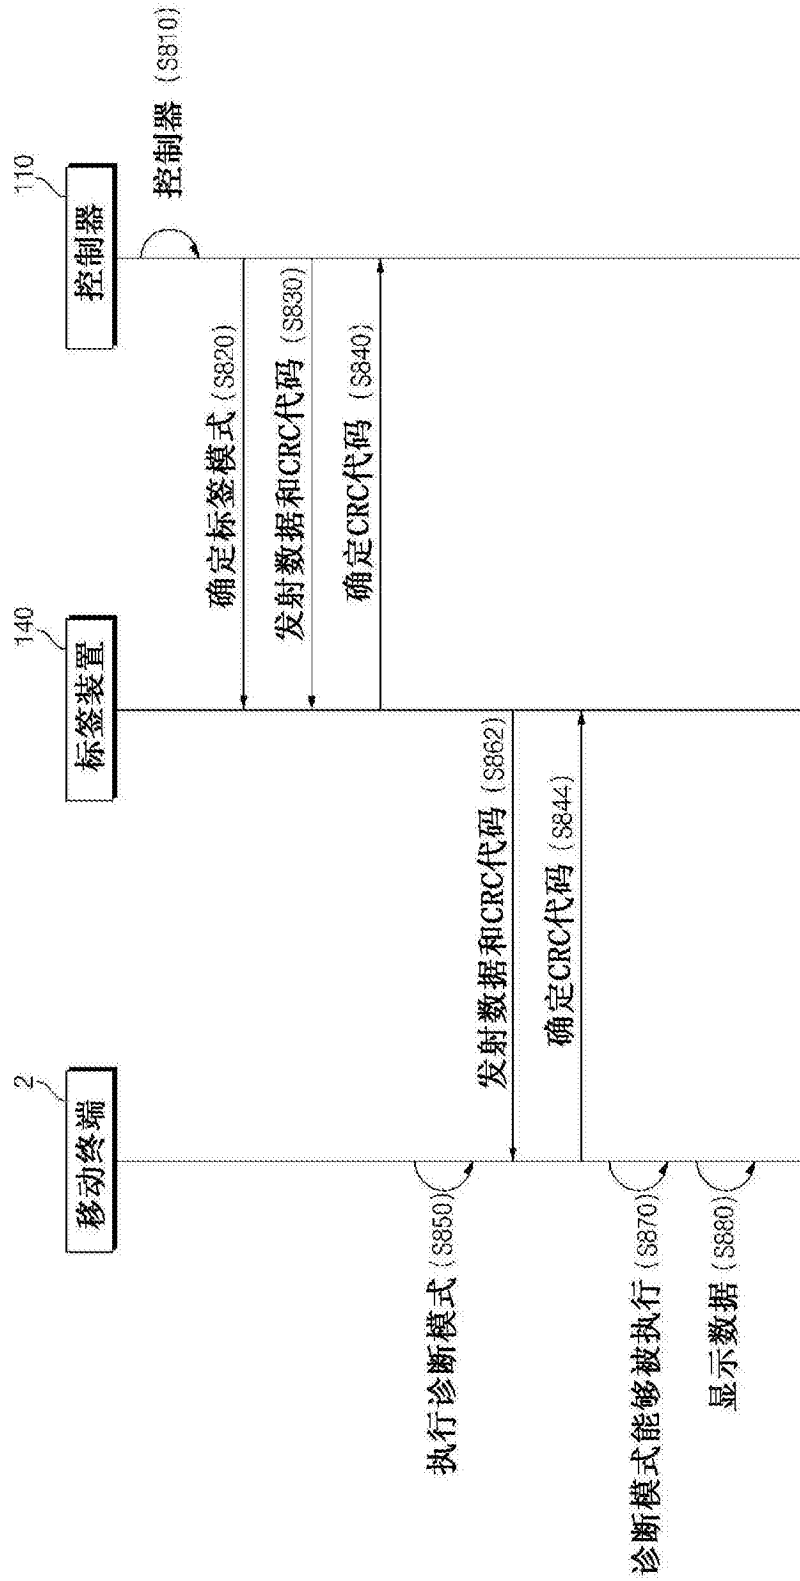 2
移动终端
140
标签装置
110
控制器
控制器 (S810)
确定标签模式 (S820)
发射数据和CRC代码 (S830)
确定CRC代码 (S840)
执行诊断模式 (S850)
发射数据和CRC代码 (S862)
确定CRC代码 (S844)
诊断模式能够被执行 (S870)
显示数据 (S880)